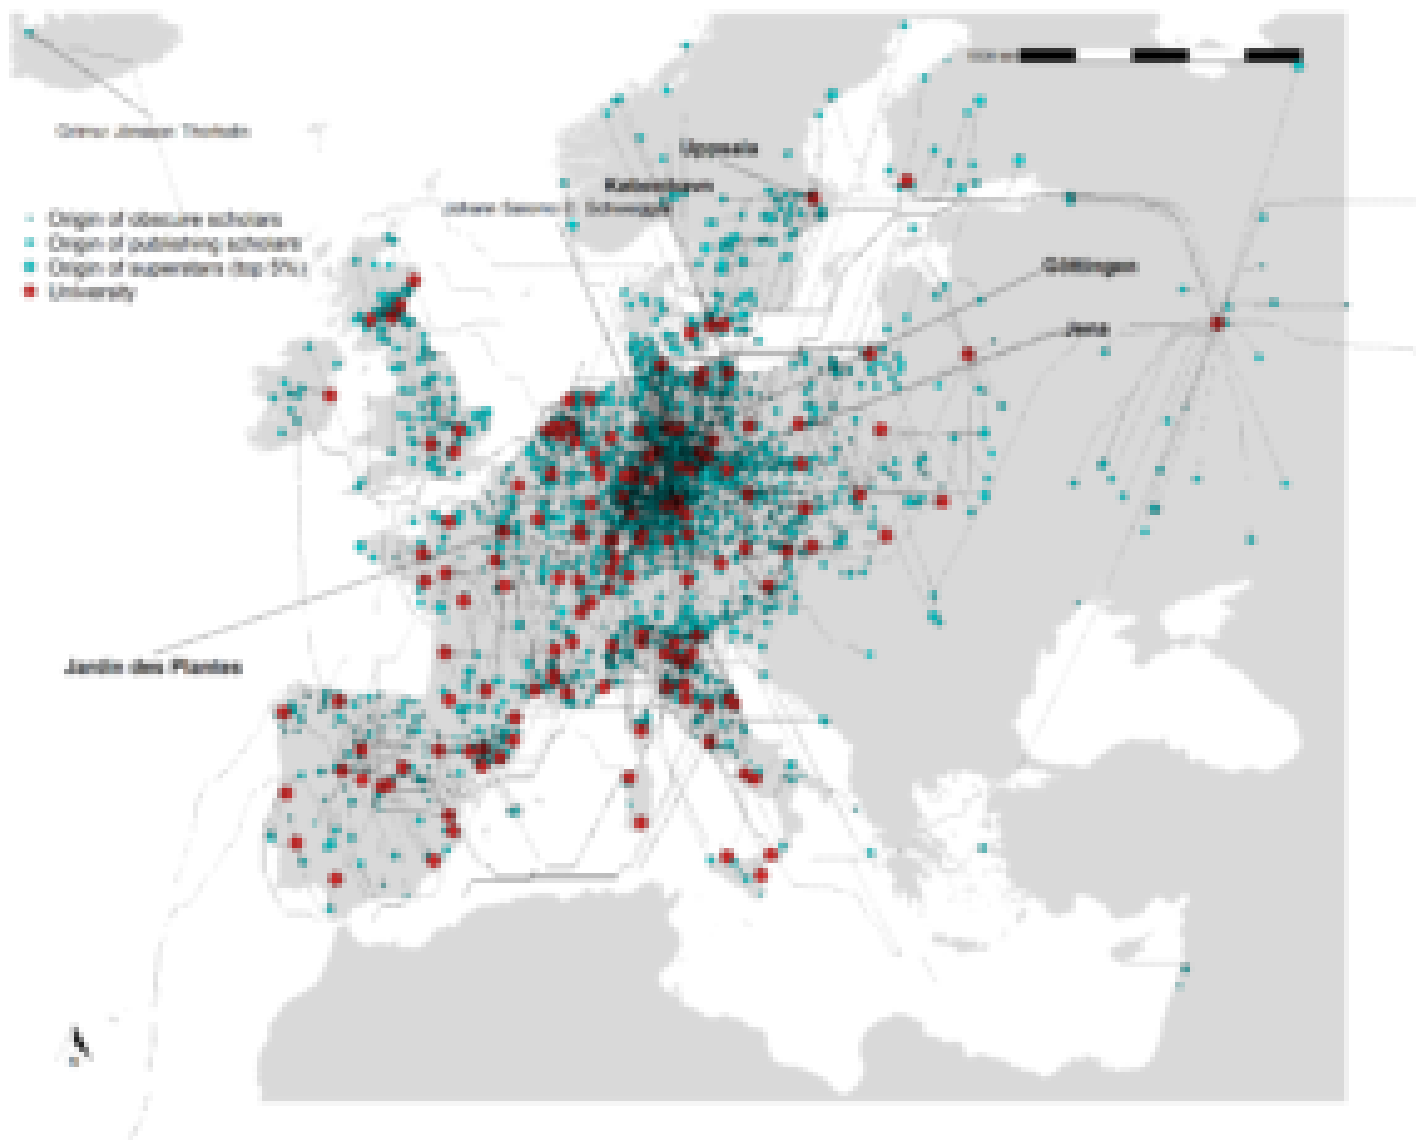 Uppsala
København
Origin of obscure scholars
Origin of publishing scholars
Origin of superstars (top 5%)
University
Göttingen
Jena
Jardin des Plantes